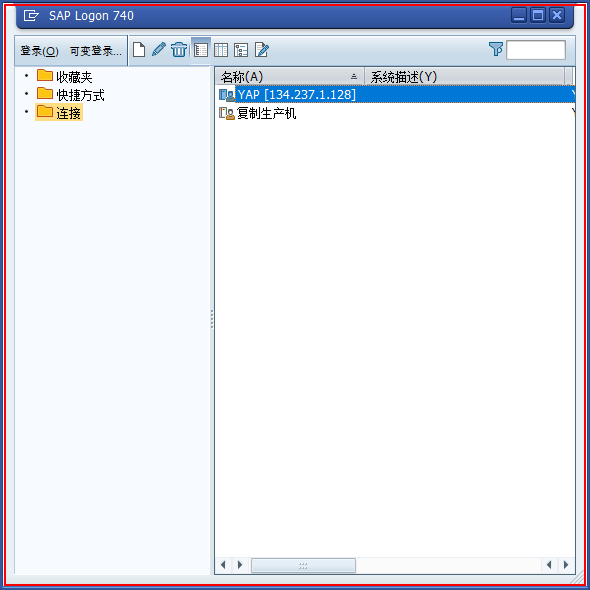 SAP Logon 740
登录(O) 可变登录...
收藏夹
快捷方式
连接
名称(A) 系统描述(Y)
YAP [134.237.1.128]
复制生产机